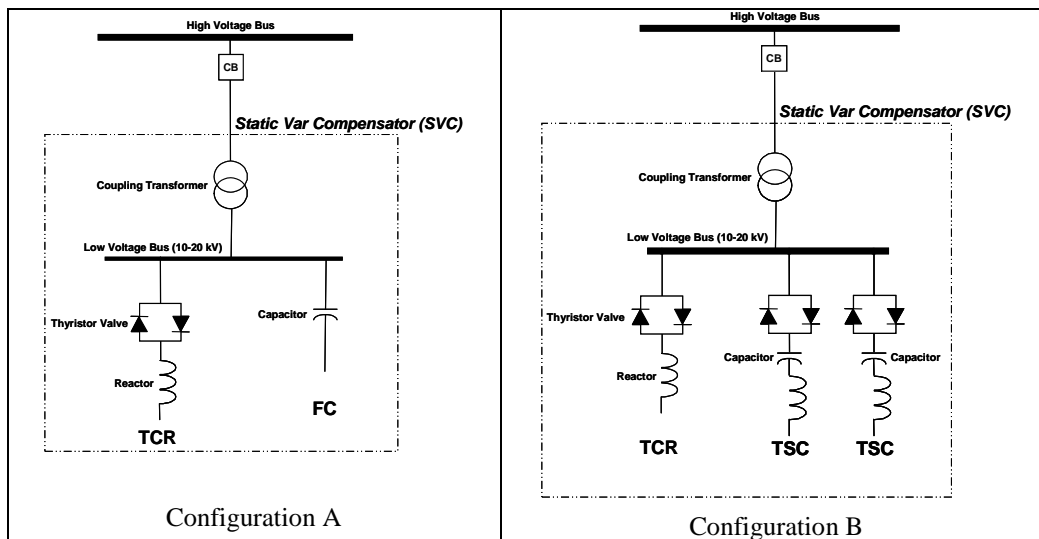 High Voltage Bus
CB
Static Var Compensator (SVC)
Coupling Transformer
Low Voltage Bus (10-20 kV)
Thyristor Valve
Capacitor
Reactor
FC
TCR
Configuration A
High Voltage Bus
CB
Static Var Compensator (SVC)
Coupling Transformer
Low Voltage Bus (10-20 kV)
Thyristor Valve
Capacitor
Capacitor
Reactor
TCR
TSC
TSC
Configuration B